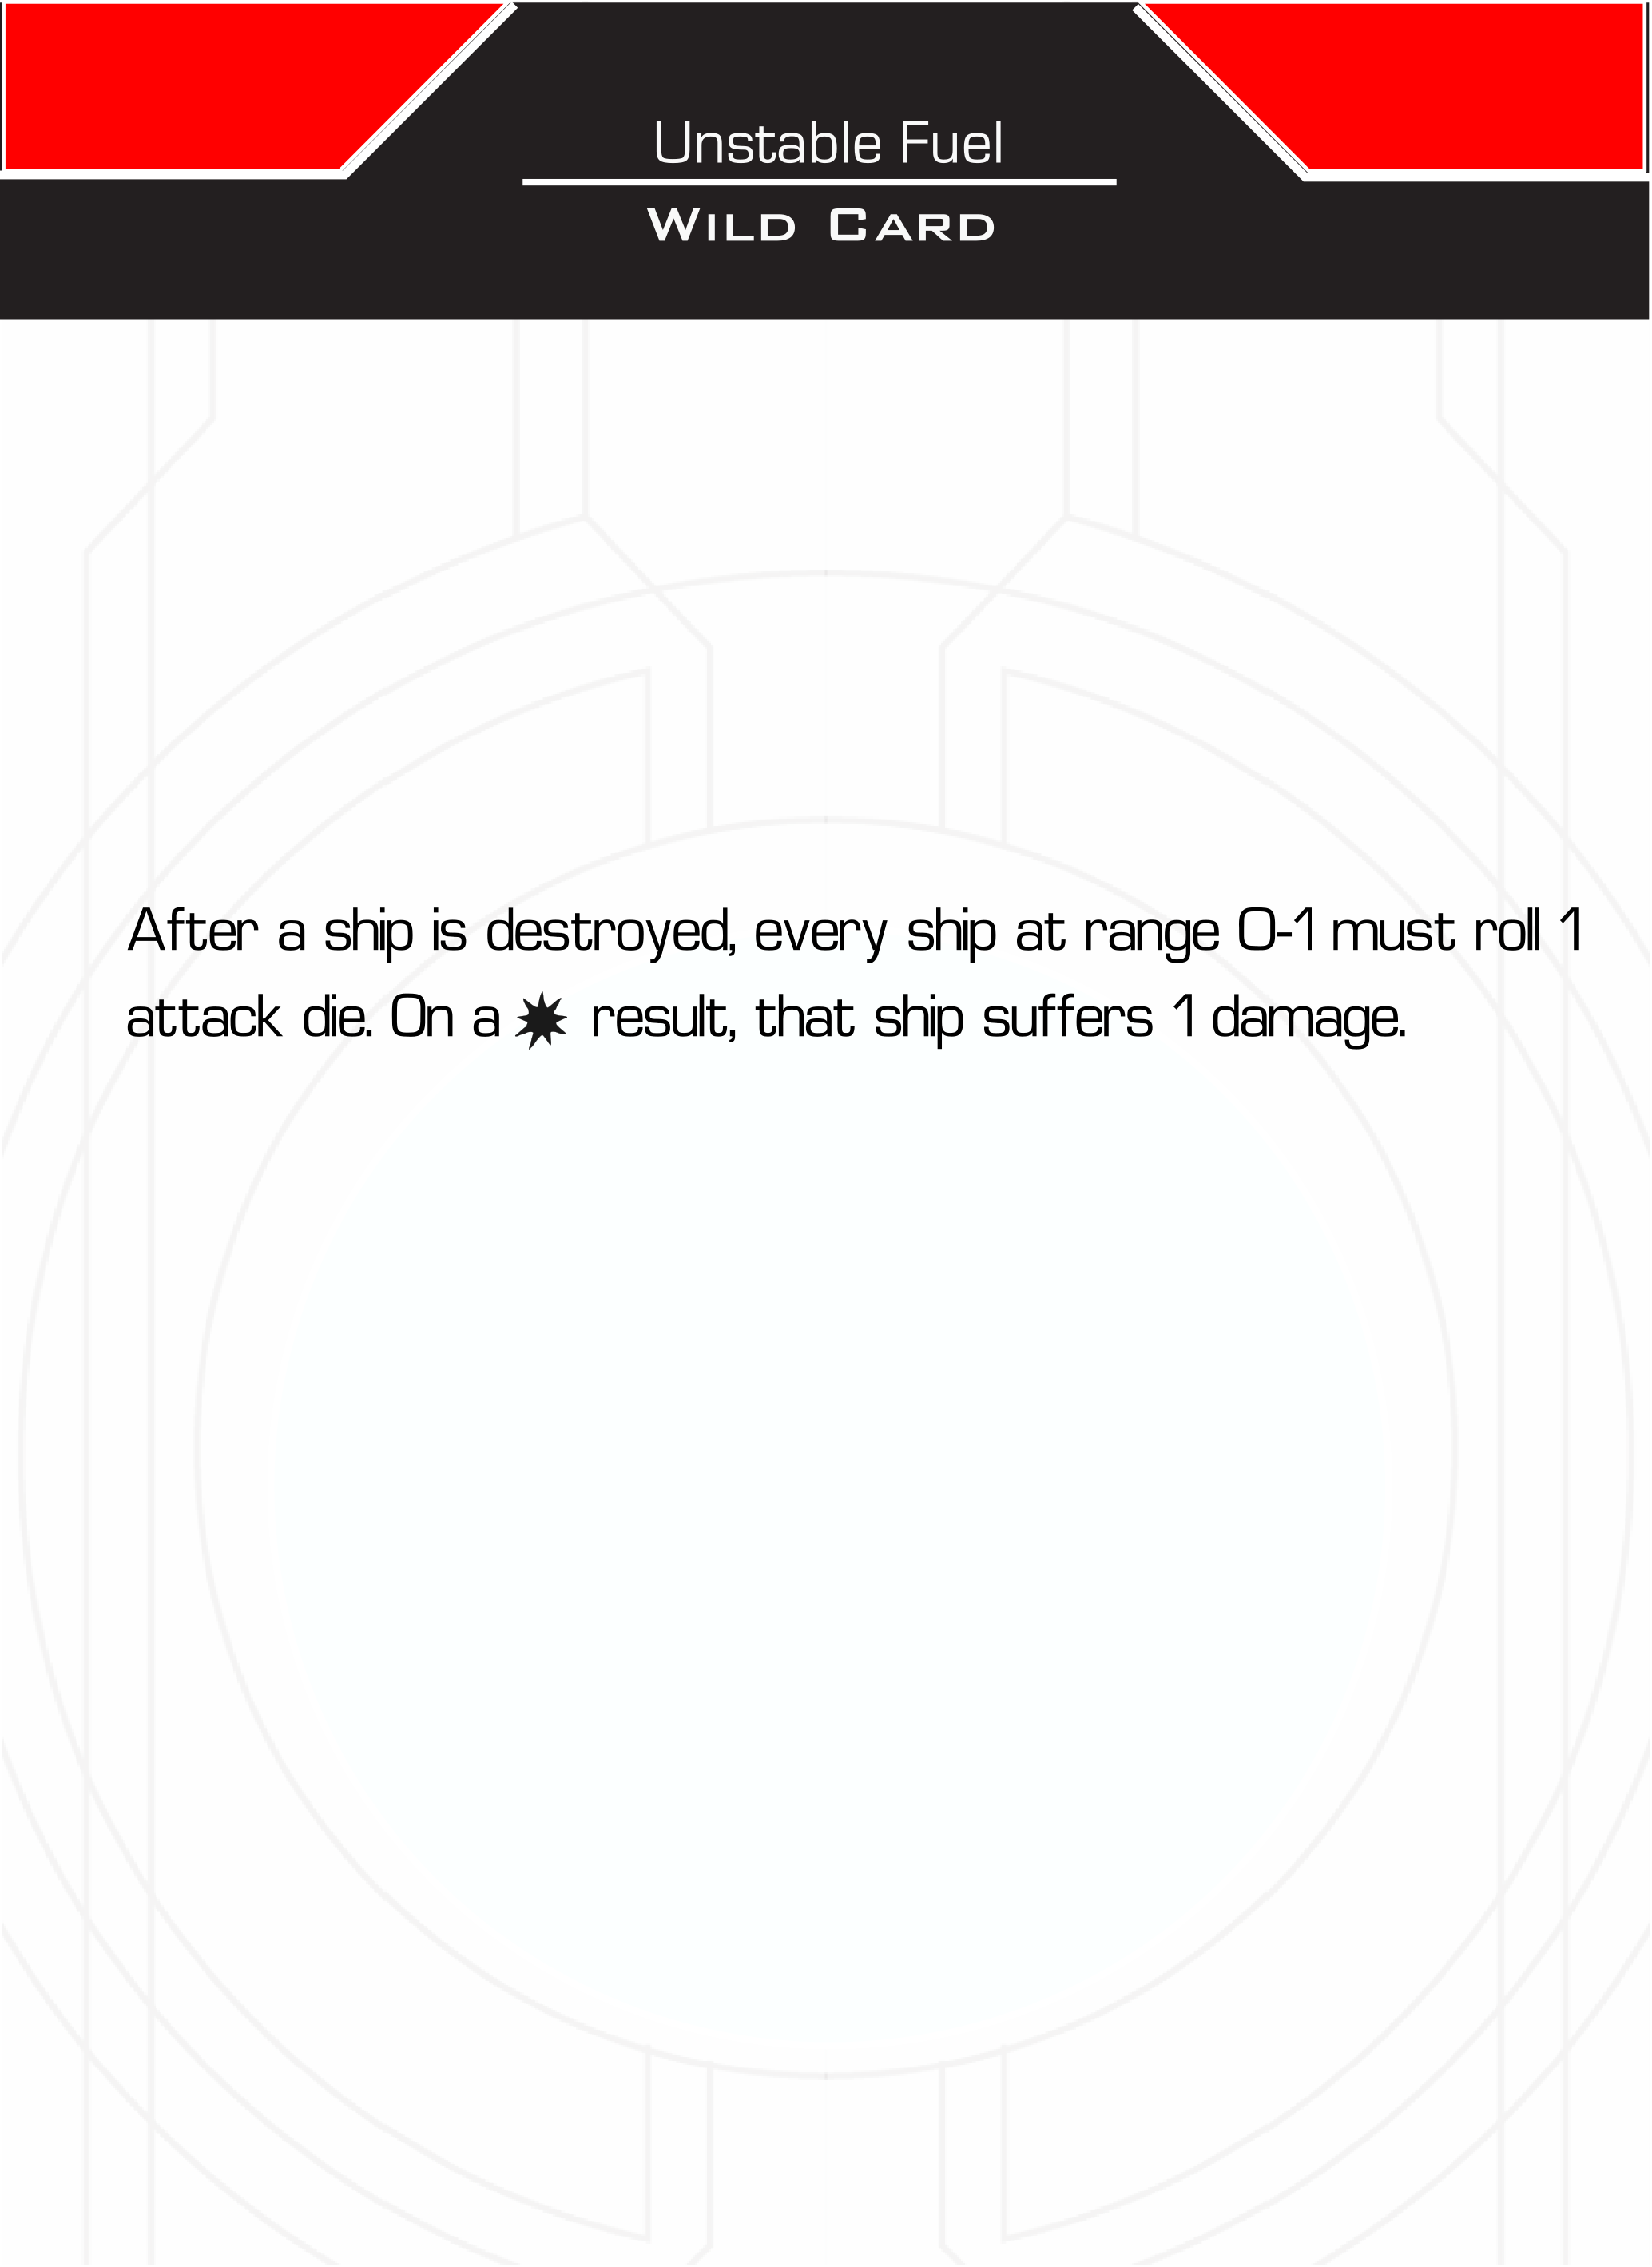 Unstable Fuel
Wild Card
After a ship is destroyed, every ship at range 0-1 must roll 1
attack die. On a result, that ship suffers 1 damage.